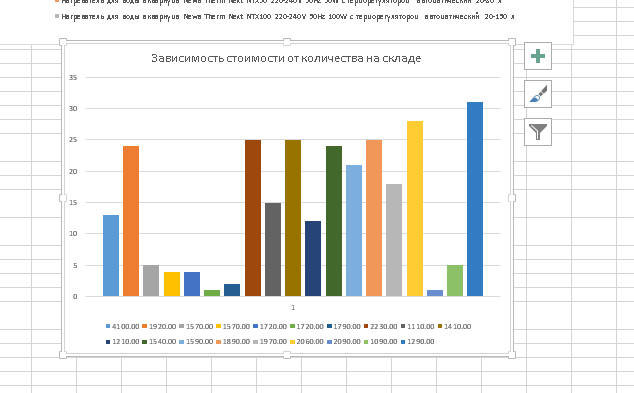 Нагреватель для воды аквариума Newa Therm Next NTX50 220-240V 50Hz 50W с терморегулятором автоматический 20-80 л
Нагреватель для воды аквариума Newa Therm Next NTX100 220-240V 50Hz 100W с терморегулятором автоматический 20-150 л
Зависимость стоимости от количества на складе
35
30
25
20
15
10
5
0
1
4100.00 1920.00 1570.00 1570.00 1720.00 1720.00 1790.00 2230.00 1110.00 1410.00
1210.00 1540.00 1590.00 1890.00 1970.00 2060.00 2090.00 1090.00 1290.00